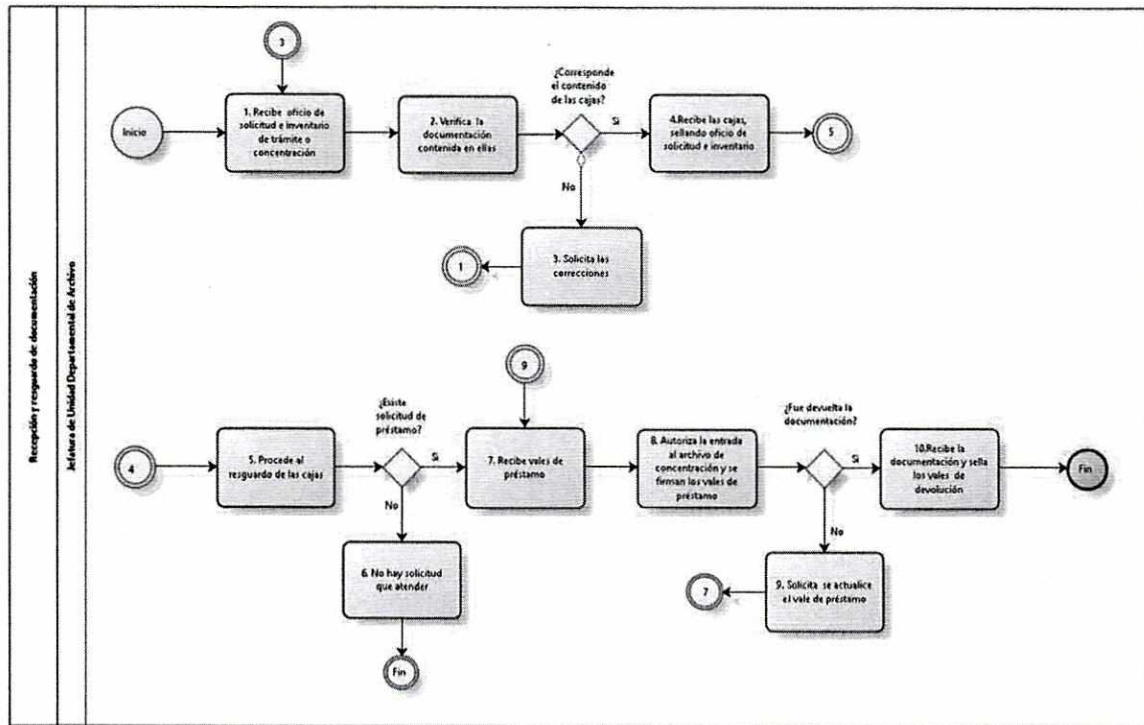 Recepción y resguardo de documentación
Jefatura de Unidad Departamental de Archivo
3
Inicio
1. Recibe oficio de
solicitud e inventario
de trámite o
concentración
2. Verifica la
documentación
contenida en ellas
¿Corresponde
el contenido
de las cajas?
Si
No
4.Recibe las cajas,
sellando oficio de
solicitud e inventario
5
3. Solicita las
correcciones
1
4
5. Procede al
resguardo de las cajas
¿Existe
solicitud de
préstamo?
Si
No
6. No hay solicitud
que atender
Fin
9
7. Recibe vales de
préstamo
8. Autoriza la entrada
al archivo de
concentración y se
firman los vales de
préstamo
¿Fue devuelta la
documentación?
Si
No
10.Recibe la
documentación y sella
los vales de
devolución
Fin
9. Solicita se actualice
el vale de préstamo
7